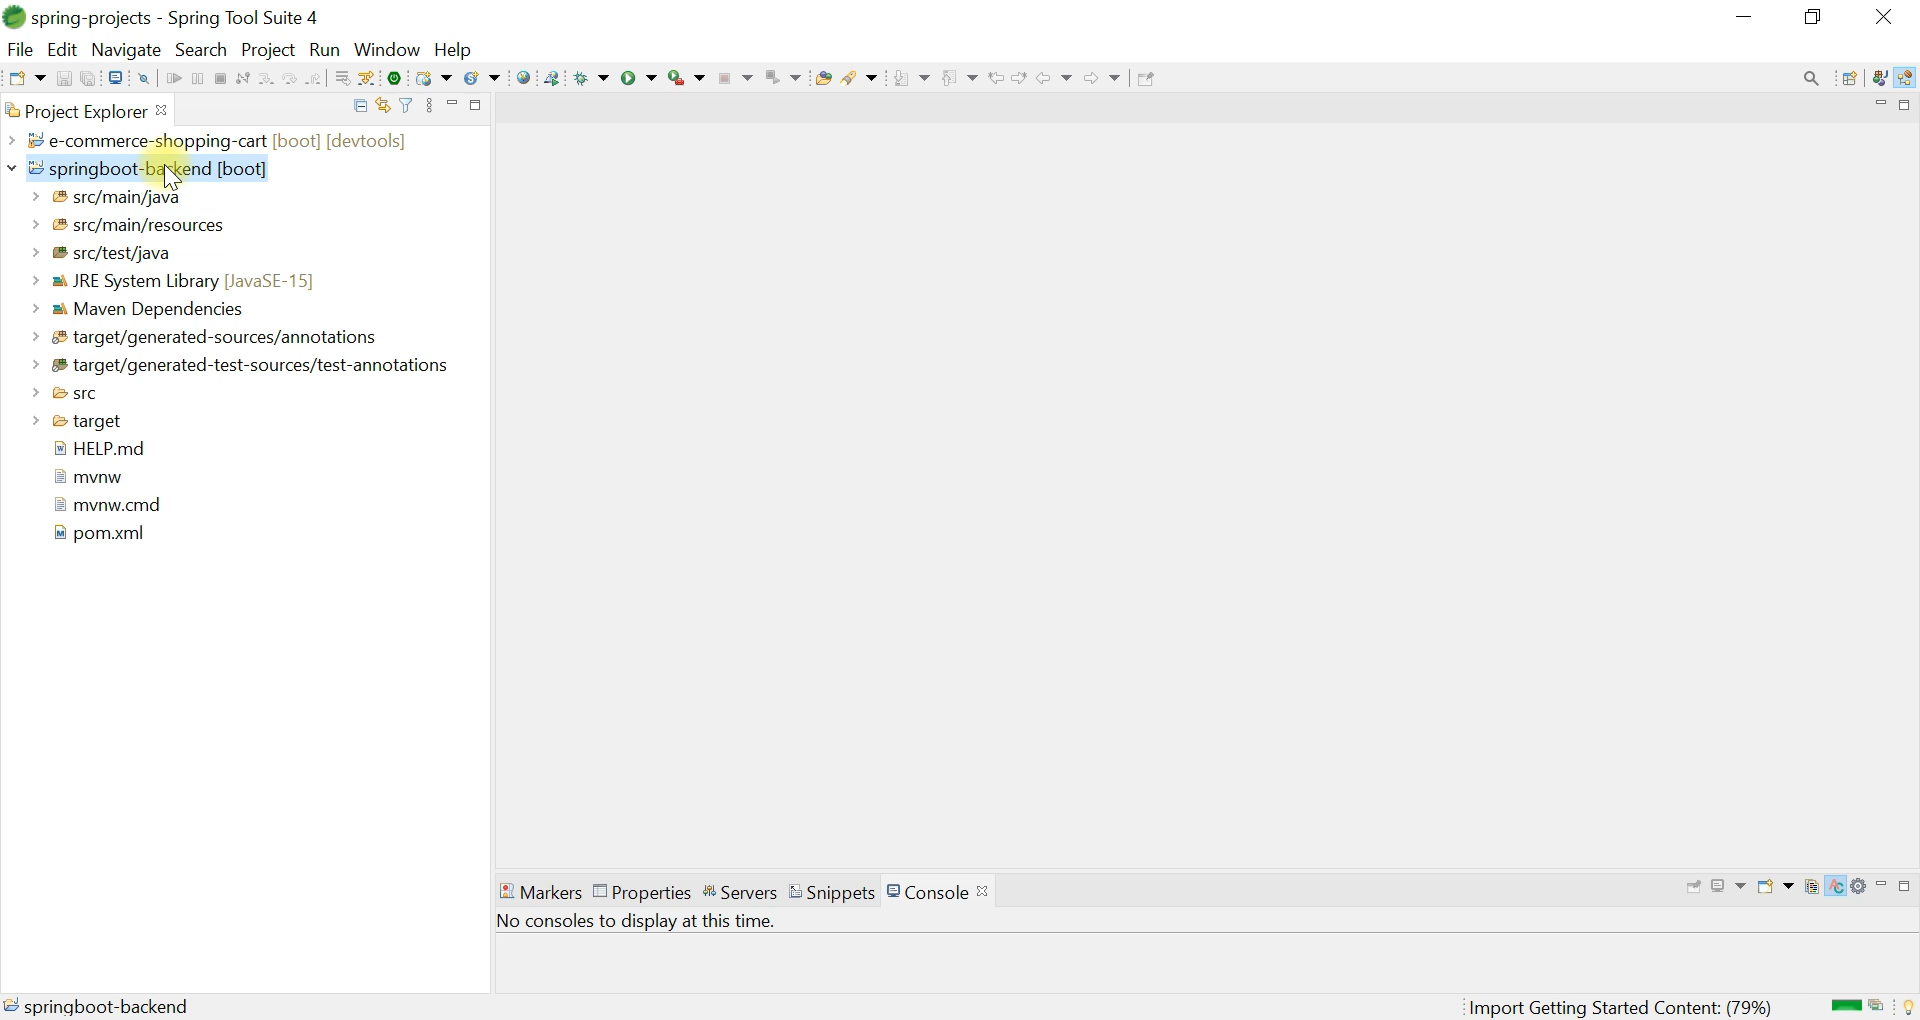 spring-projects - Spring Tool Suite 4
File Edit Navigate Search Project Run Window Help
Project Explorer
e-commerce-shopping-cart [boot] [devtools]
springboot-backend [boot]
src/main/java
src/main/resources
src/test/java
JRE System Library [JavaSE-15]
Maven Dependencies
target/generated-sources/annotations
target/generated-test-sources/test-annotations
src
target
HELP.md
mvnw
mvnw.cmd
pom.xml
Markers Properties Servers Snippets Console
No consoles to display at this time.
springboot-backend
Import Getting Started Content: (79%)